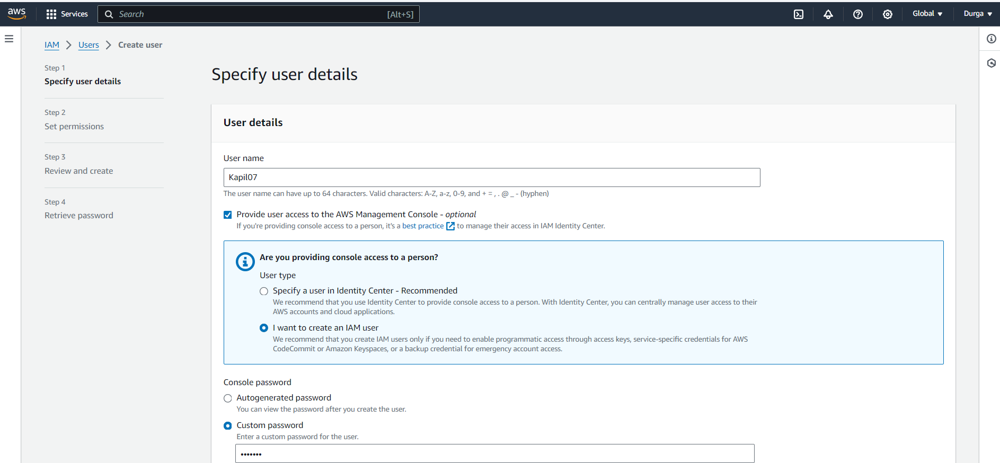 aws
Services
Search
[Alt+S]
Global
Durga
IAM
Users
Create user
Step 1
Specify user details
Step 2
Set permissions
Step 3
Review and create
Step 4
Retrieve password
Specify user details
User details
User name
Kapil07
The user name can have up to 64 characters. Valid characters: A-Z, a-z, 0-9, and + = , . @ _ - (hyphen)
Provide user access to the AWS Management Console - optional
If you're providing console access to a person, it's a best practice to manage their access in IAM Identity Center.
Are you providing console access to a person?
User type
Specify a user in Identity Center - Recommended
We recommend that you use Identity Center to provide console access to a person. With Identity Center, you can centrally manage user access to their
AWS accounts and cloud applications.
I want to create an IAM user
We recommend that you create IAM users only if you need to enable programmatic access through access keys, service-specific credentials for AWS
CodeCommit or Amazon Keyspaces, or a backup credential for emergency account access.
Console password
Autogenerated password
You can view the password after you create the user.
Custom password
Enter a custom password for the user.
•••••••